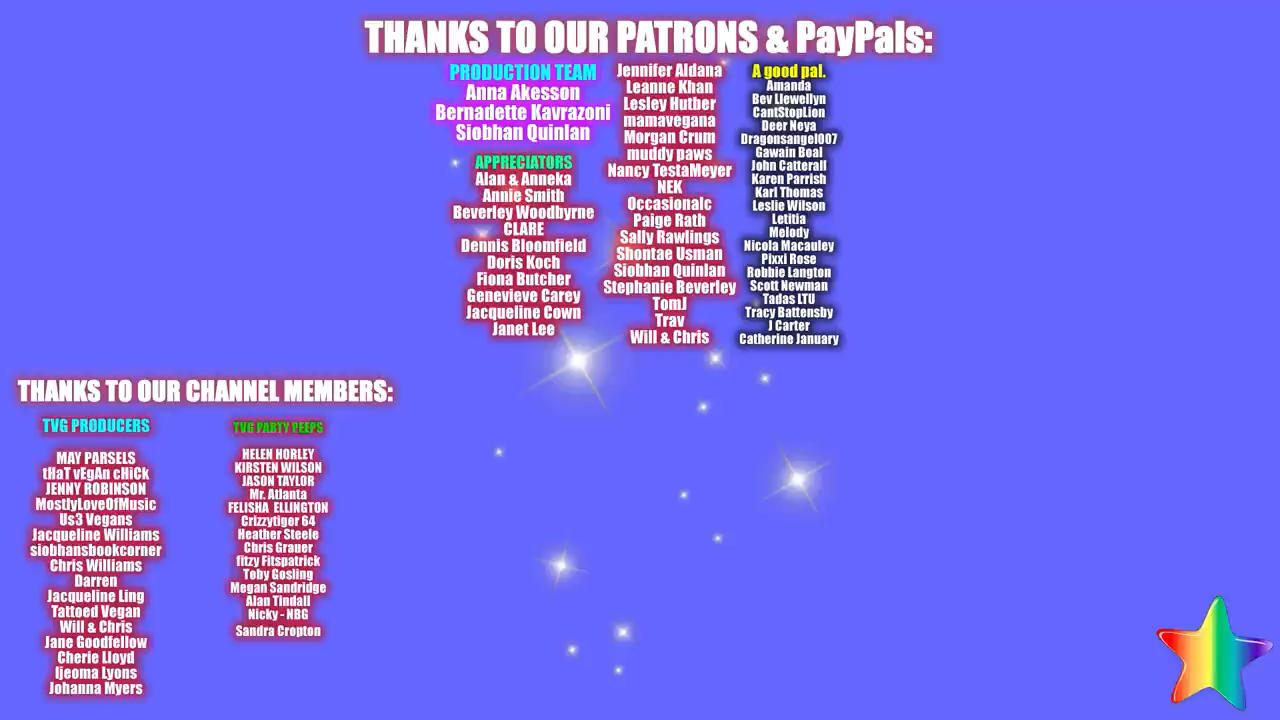 THANKS TO OUR PATRONS & PayPals:
PRODUCTION TEAM
Anna Akesson
Bernadette Kavrazoni
Siobhan Quinlan
APPRECIATORS
Alan & Anneka
Annie Smith
Beverley Woodbyrne
CLARE
Dennis Bloomfield
Doris Koch
Fiona Butcher
Genevieve Carey
Jacqueline Cown
Janet Lee
Jennifer Aldana
Leanne Khan
Lesley Hutber
mamavegana
Morgan Crum
muddy paws
Nancy TestaMeyer
NEK
Occasionalc
Paige Rath
Sally Rawlings
Shontae Usman
Siobhan Quinlan
Stephanie Beverley
TomJ
Trav
Will & Chris
A good pal.
Amanda
Bev Llewellyn
CantStopLion
Deer Neya
Dragonsangel007
Gawain Boal
John Catterall
Karen Parrish
Karl Thomas
Leslie Wilson
Letitia
Melody
Nicola Macauley
Pixxi Rose
Robbie Langton
Scott Newman
Tadas LTU
Tracy Battensby
J Carter
Catherine January
THANKS TO OUR CHANNEL MEMBERS:
TVG PRODUCERS
MAY PARSELS
tHaT vEgAn cHiCk
JENNY ROBINSON
MostlyLoveOfMusic
Us3 Vegans
Jacqueline Williams
siobhansbookcorner
Chris Williams
Darren
Jacqueline Ling
Tattoed Vegan
Will & Chris
Jane Goodfellow
Cherie Lloyd
Ijeoma Lyons
Johanna Myers
TVG PARTY PEEPS
HELEN HORLEY
KIRSTEN WILSON
JASON TAYLOR
Mr. Atlanta
FELISHA ELLINGTON
Crizzytiger 64
Heather Steele
Chris Grauer
fitzy Fitspatrick
Toby Gosling
Megan Sandridge
Alan Tindall
Nicky - NBG
Sandra Cropton